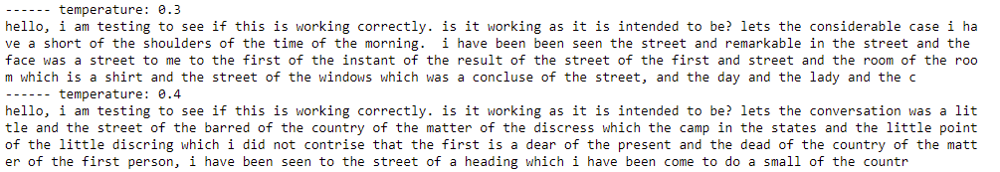 ------ temperature: 0.3
hello, i am testing to see if this is working correctly. is it working as it is intended to be? lets the considerable case i ha
ve a short of the shoulders of the time of the morning.  i have been been seen the street and remarkable in the street and the
face was a street to me to the first of the instant of the result of the street of the first and street and the room of the roo
m which is a shirt and the street of the windows which was a concluse of the street, and the day and the lady and the c
------ temperature: 0.4
hello, i am testing to see if this is working correctly. is it working as it is intended to be? lets the conversation was a lit
tle and the street of the barred of the country of the matter of the discress which the camp in the states and the little point
of the little discring which i did not contrise that the first is a dear of the present and the dead of the country of the matt
er of the first person, i have been seen to the street of a heading which i have been come to do a small of the countr